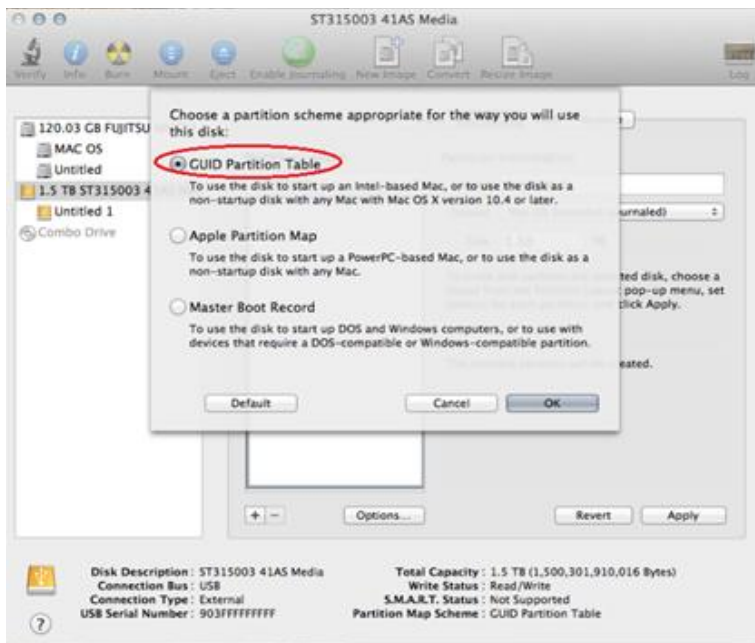 ST315003 41AS Media
Verify Info Burn Mount Eject Enable Journaling New Image Convert Resize Image Log
120.03 GB FUJITSU
MAC OS
Untitled
1.5 TB ST315003 4
Untitled 1
Combo Drive
Choose a partition scheme appropriate for the way you will use
this disk:
GUID Partition Table
To use the disk to start up an Intel-based Mac, or to use the disk as a
non-startup disk with any Mac with Mac OS X version 10.4 or later.
Apple Partition Map
To use the disk to start up a PowerPC-based Mac, or to use the disk as a
non-startup disk with any Mac.
Master Boot Record
To use the disk to start up DOS and Windows computers, or to use with
devices that require a DOS-compatible or Windows-compatible partition.
Default Cancel OK
urnaled)
ted disk, choose a
pop-up menu, set
click Apply.
eated.
+ - Options... Revert Apply
Disk Description : ST315003 41AS Media
Connection Bus : USB
Connection Type : External
USB Serial Number : 903FFFFFFFFF
Total Capacity : 1.5 TB (1,500,301,910,016 Bytes)
Write Status : Read/Write
S.M.A.R.T. Status : Not Supported
Partition Map Scheme : GUID Partition Table
?